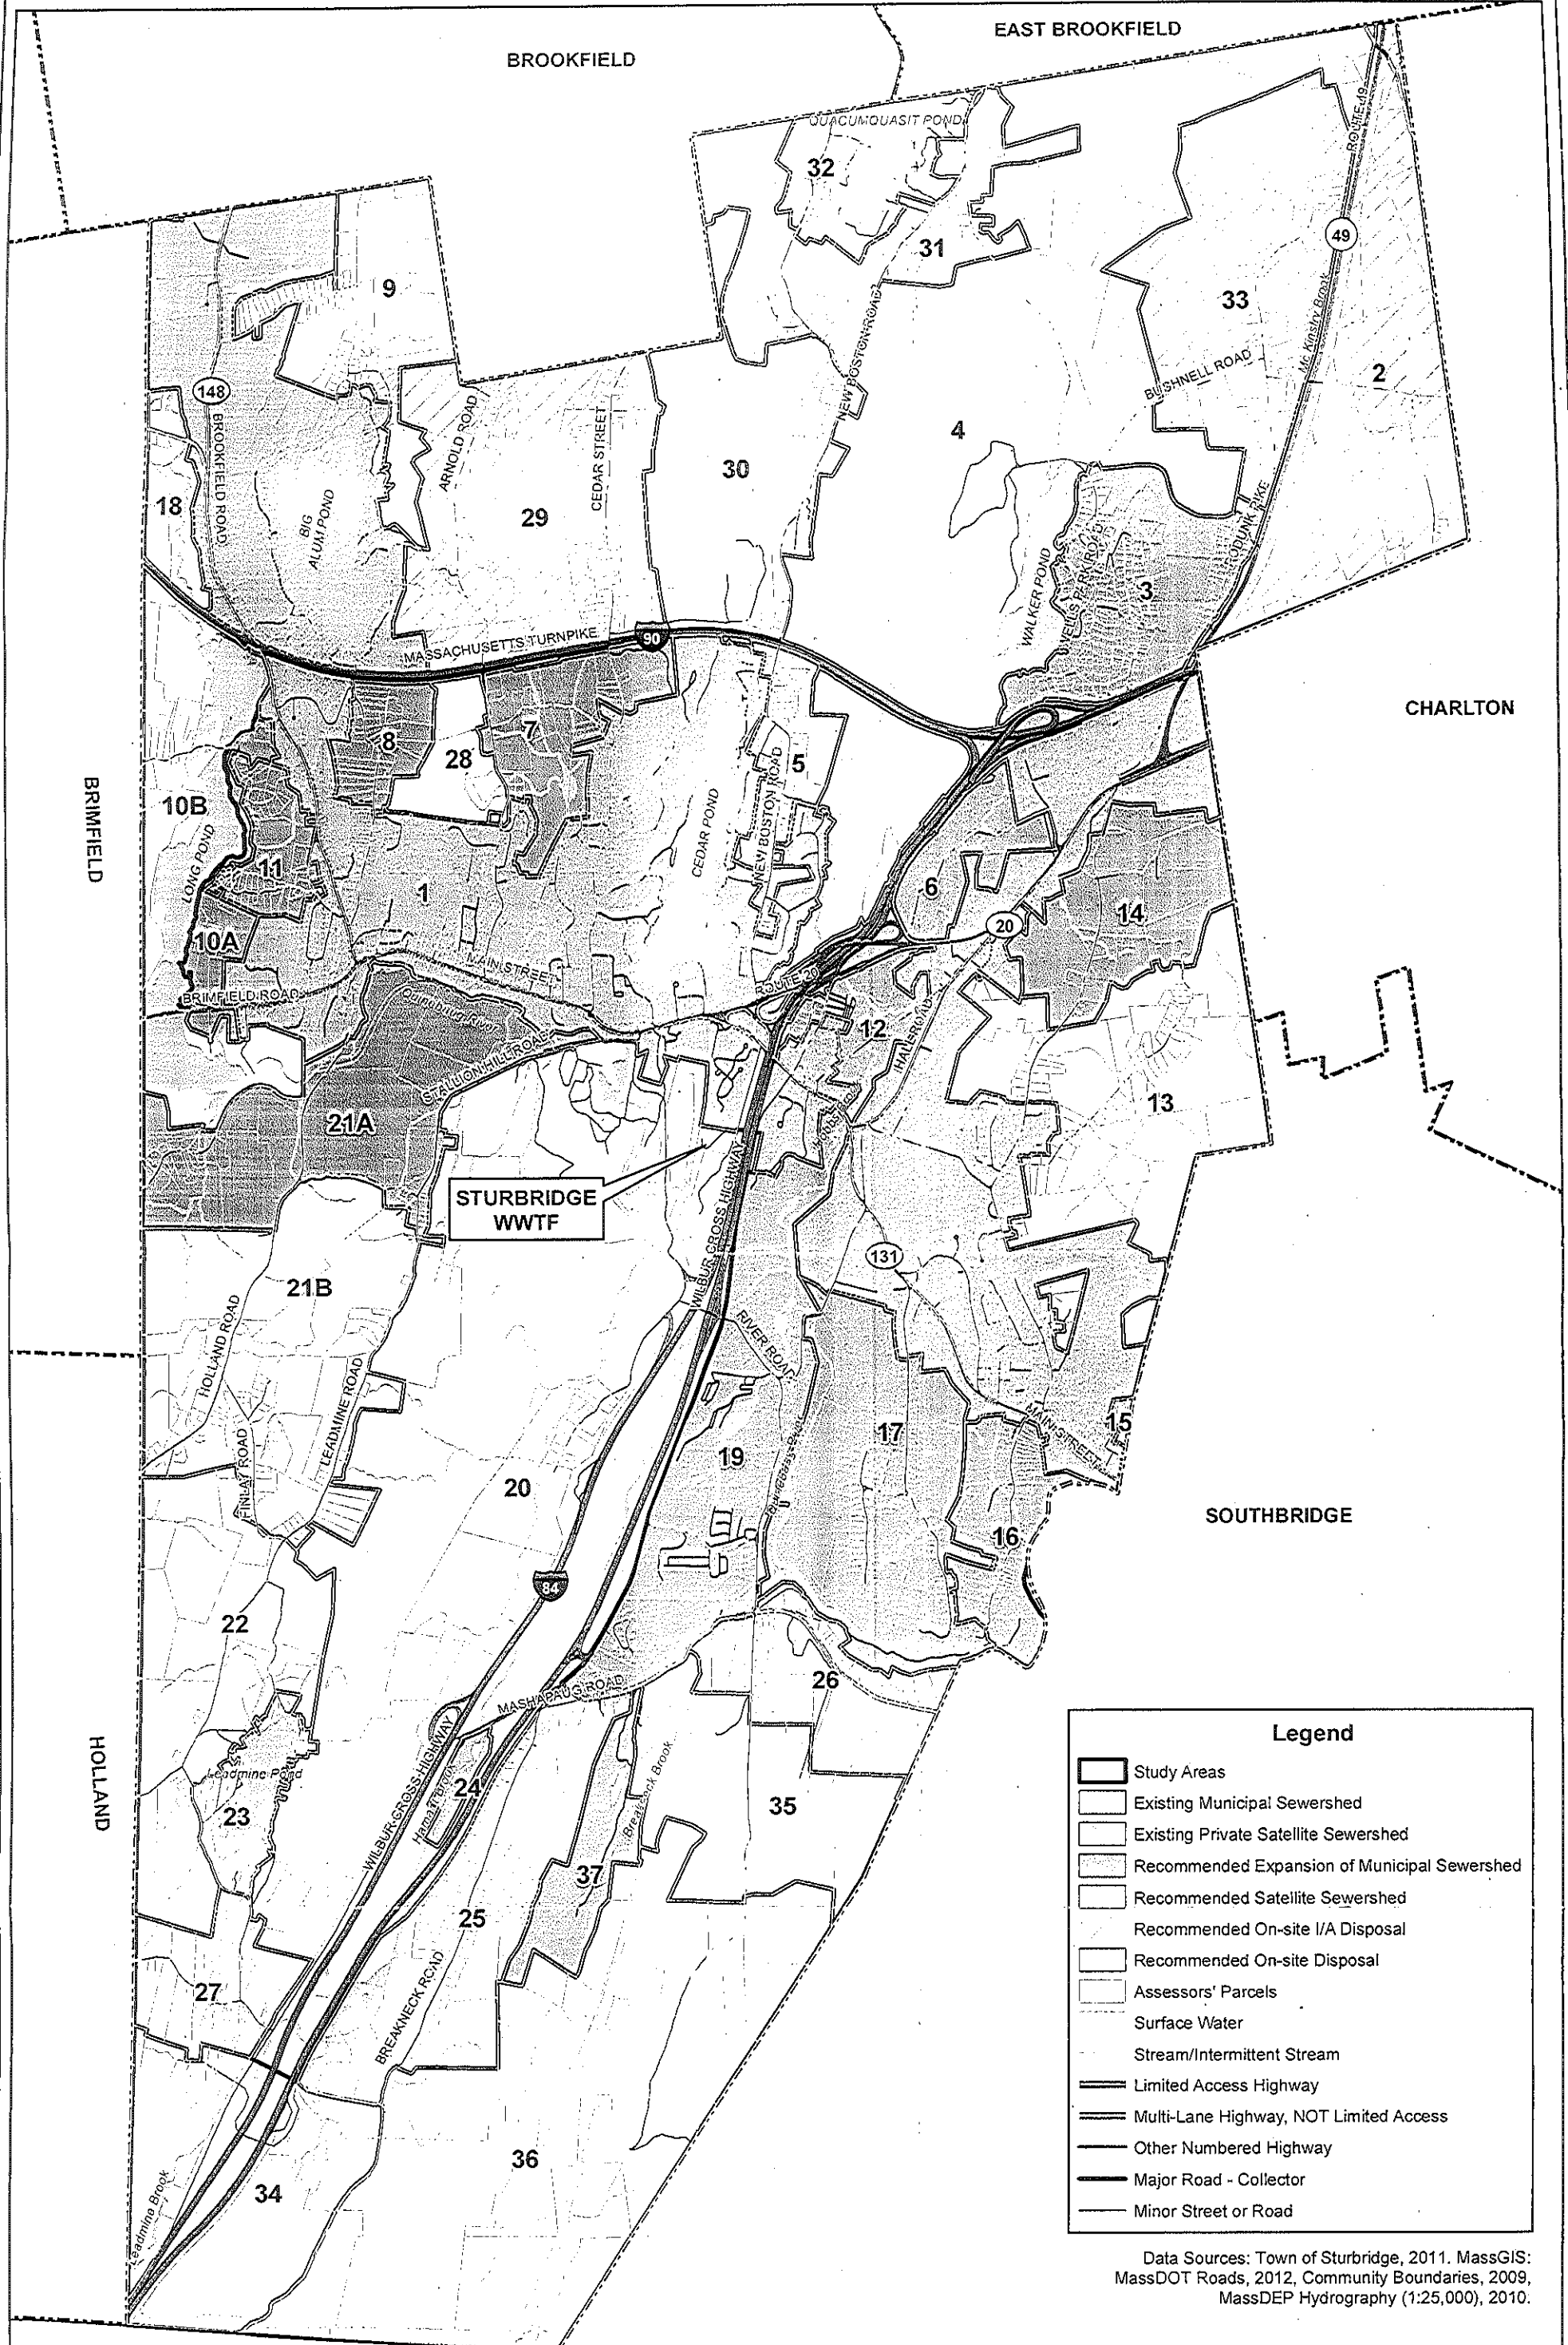 EAST BROOKFIELD
BROOKFIELD
QUACUMQUASIT POND
32
ROUTE 49
31
49
9
33
Mc Kinstry Brook
NEW BOSTON ROAD
BUSHNELL ROAD
2
148
BROOKFIELD ROAD
ARNOLD ROAD
CEDAR STREET
4
30
18
BIG
ALUM POND
29
WALKER POND
3
MASSACHUSETTS TURNPIKE
90
CHARLTON
8
28
7
5
NEW BOSTON ROAD
BRIMFIELD
10B
LONG POND
CEDAR POND
11
1
6
14
20
10A
MAIN STREET
ROUTE 20
BRIMFIELD ROAD
Quinebaug River
12
STALLION HILL ROAD
13
21A
STURBRIDGE
WWTF
WILBUR CROSS HIGHWAY
131
21B
HOLLAND ROAD
RIVER ROAD
LEADMINE ROAD
MAIN STREET
15
FINLAY ROAD
19
17
20
SOUTHBRIDGE
16
84
22
26
MASHAPAUG ROAD
Leadmine Pond
HOLLAND
WILBUR CROSS HIGHWAY
24
23
35
37
25
27
BREAKNECK ROAD
36
34
Leadmine Brook
Legend
Study Areas
Existing Municipal Sewershed
Existing Private Satellite Sewershed
Recommended Expansion of Municipal Sewershed
Recommended Satellite Sewershed
Recommended On-site I/A Disposal
Recommended On-site Disposal
Assessors' Parcels
Surface Water
Stream/Intermittent Stream
Limited Access Highway
Multi-Lane Highway, NOT Limited Access
Other Numbered Highway
Major Road - Collector
Minor Street or Road
Data Sources: Town of Sturbridge, 2011. MassGIS:
MassDOT Roads, 2012, Community Boundaries, 2009,
MassDEP Hydrography (1:25,000), 2010.